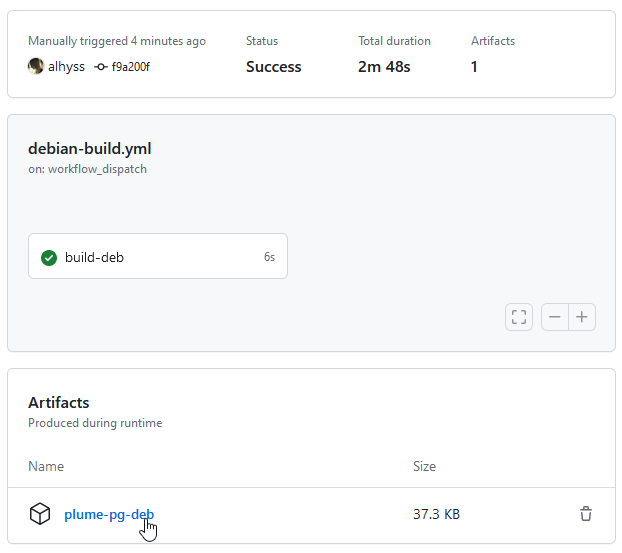 Manually triggered 4 minutes ago Status Total duration Artifacts
alhyss f9a200f Success 2m 48s 1
debian-build.yml
on: workflow_dispatch
build-deb 6s
Artifacts
Produced during runtime
Name Size
plume-pg-deb 37.3 KB